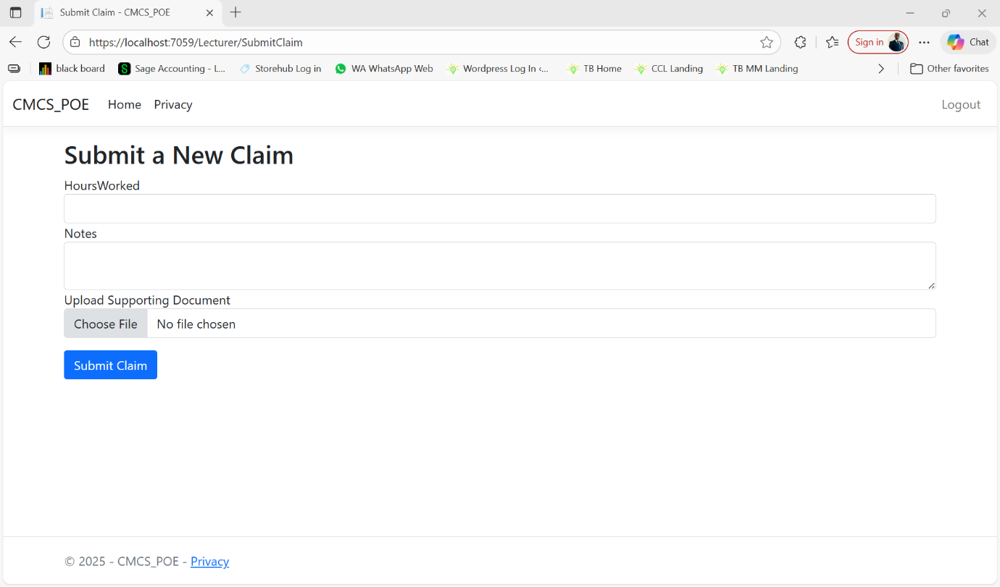 Submit Claim - CMCS_POE
https://localhost:7059/Lecturer/SubmitClaim
Sign in
Chat
black board
Sage Accounting - L...
Storehub Log in
WA WhatsApp Web
Wordpress Log In ‹...
TB Home
CCL Landing
TB MM Landing
Other favorites
CMCS_POE Home Privacy Logout
Submit a New Claim
HoursWorked
Notes
Upload Supporting Document
Choose File No file chosen
Submit Claim
© 2025 - CMCS_POE - Privacy